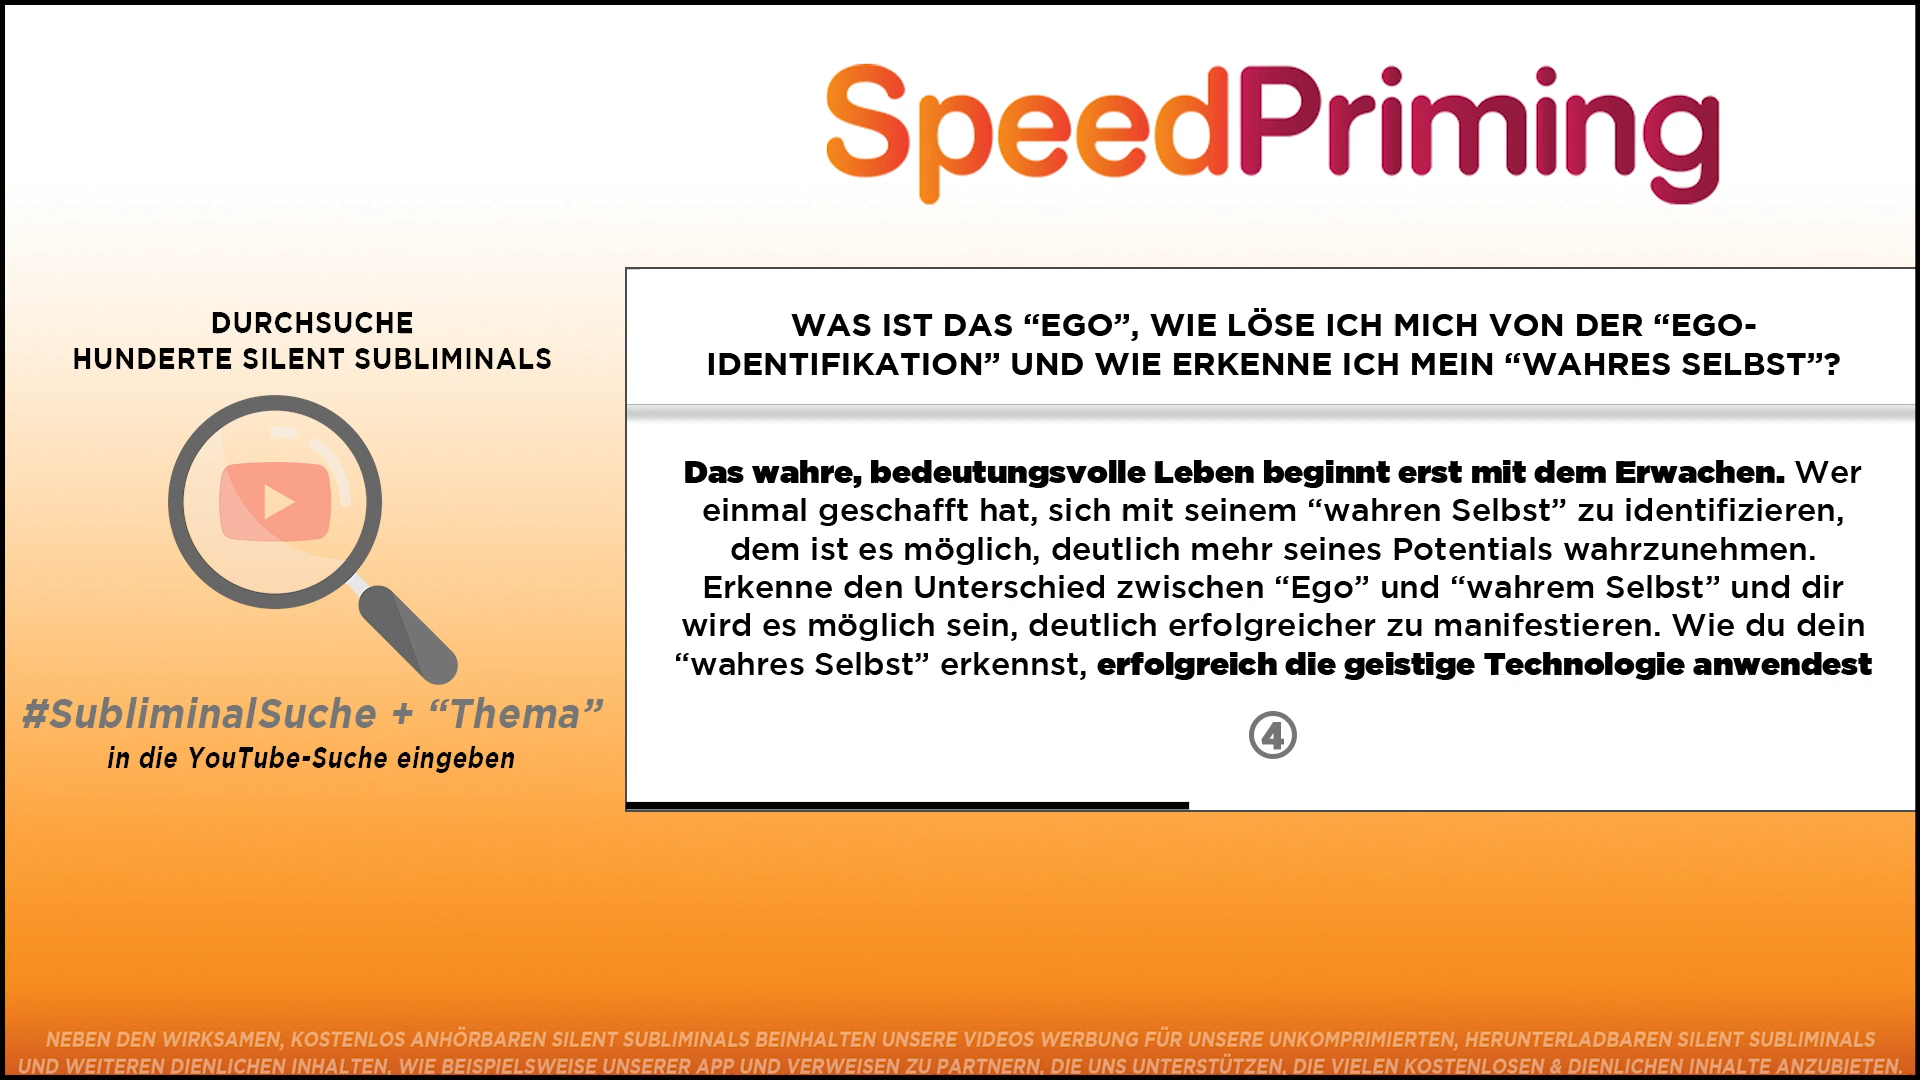 SpeedPriming
DURCHSUCHE
HUNDERTE SILENT SUBLIMINALS
#SubliminalSuche + “Thema”
in die YouTube-Suche eingeben
WAS IST DAS “EGO”, WIE LÖSE ICH MICH VON DER “EGO-
IDENTIFIKATION” UND WIE ERKENNE ICH MEIN “WAHRES SELBST”?
Das wahre, bedeutungsvolle Leben beginnt erst mit dem Erwachen. Wer
einmal geschafft hat, sich mit seinem “wahren Selbst” zu identifizieren,
dem ist es möglich, deutlich mehr seines Potentials wahrzunehmen.
Erkenne den Unterschied zwischen “Ego” und “wahrem Selbst” und dir
wird es möglich sein, deutlich erfolgreicher zu manifestieren. Wie du dein
“wahres Selbst” erkennst, erfolgreich die geistige Technologie anwendest
4
NEBEN DEN WIRKSAMEN, KOSTENLOS ANHÖRBAREN SILENT SUBLIMINALS BEINHALTEN UNSERE VIDEOS WERBUNG FÜR UNSERE UNKOMPRIMIERTEN, HERUNTERLADBAREN SILENT SUBLIMINALS
UND WEITEREN DIENLICHEN INHALTEN, WIE BEISPIELSWEISE UNSERER APP UND VERWEISEN ZU PARTNERN, DIE UNS UNTERSTÜTZEN, DIE VIELEN KOSTENLOSEN & DIENLICHEN INHALTE ANZUBIETEN.